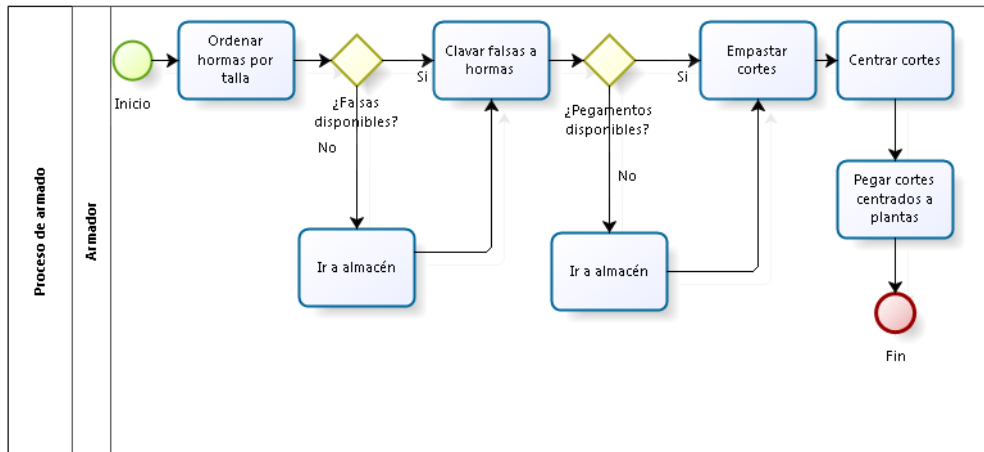 Proceso de armado
Armador
Inicio
Ordenar
hormas por
talla
¿Falsas
disponibles?
Si
No
Ir a almacén
Clavar falsas a
hormas
¿Pegamentos
disponibles?
Si
No
Ir a almacén
Empastar
cortes
Centrar cortes
Pegar cortes
centrados a
plantas
Fin